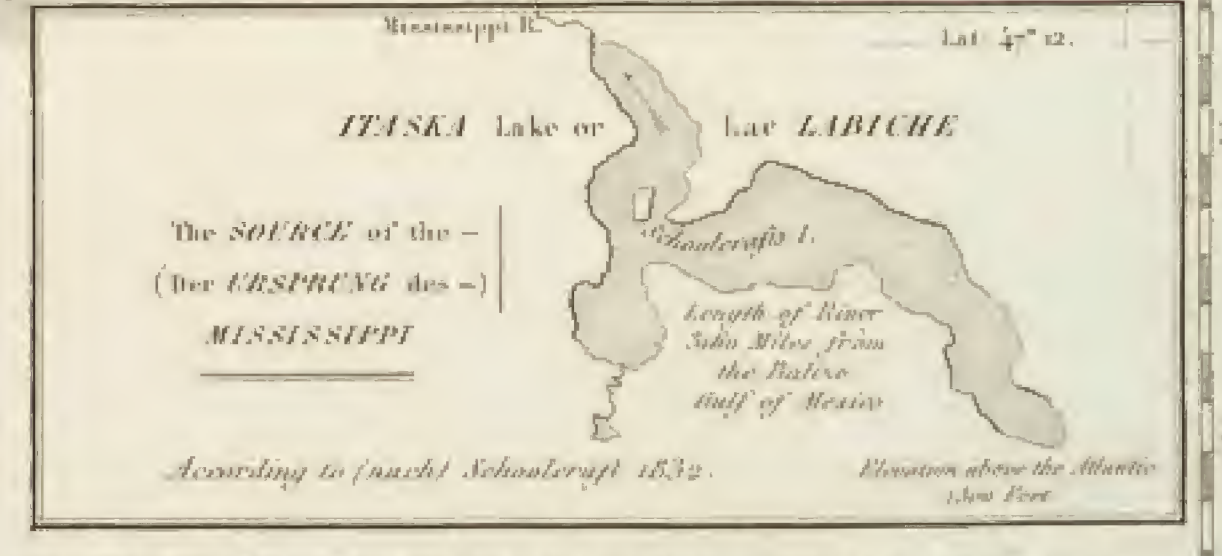 Mississippi R.
Lat. 47° 12.
ITASKA Lake or Lac LABICHE
The SOURCE of the –
(Der URSPRUNG des –)
MISSISSIPPI
Schoolcrafts I.
Length of River
Miles from
the Balize
Gulf of Mexico
According to (nach) Schoolcraft 1832.
Elevation above the Atlantic
Feet